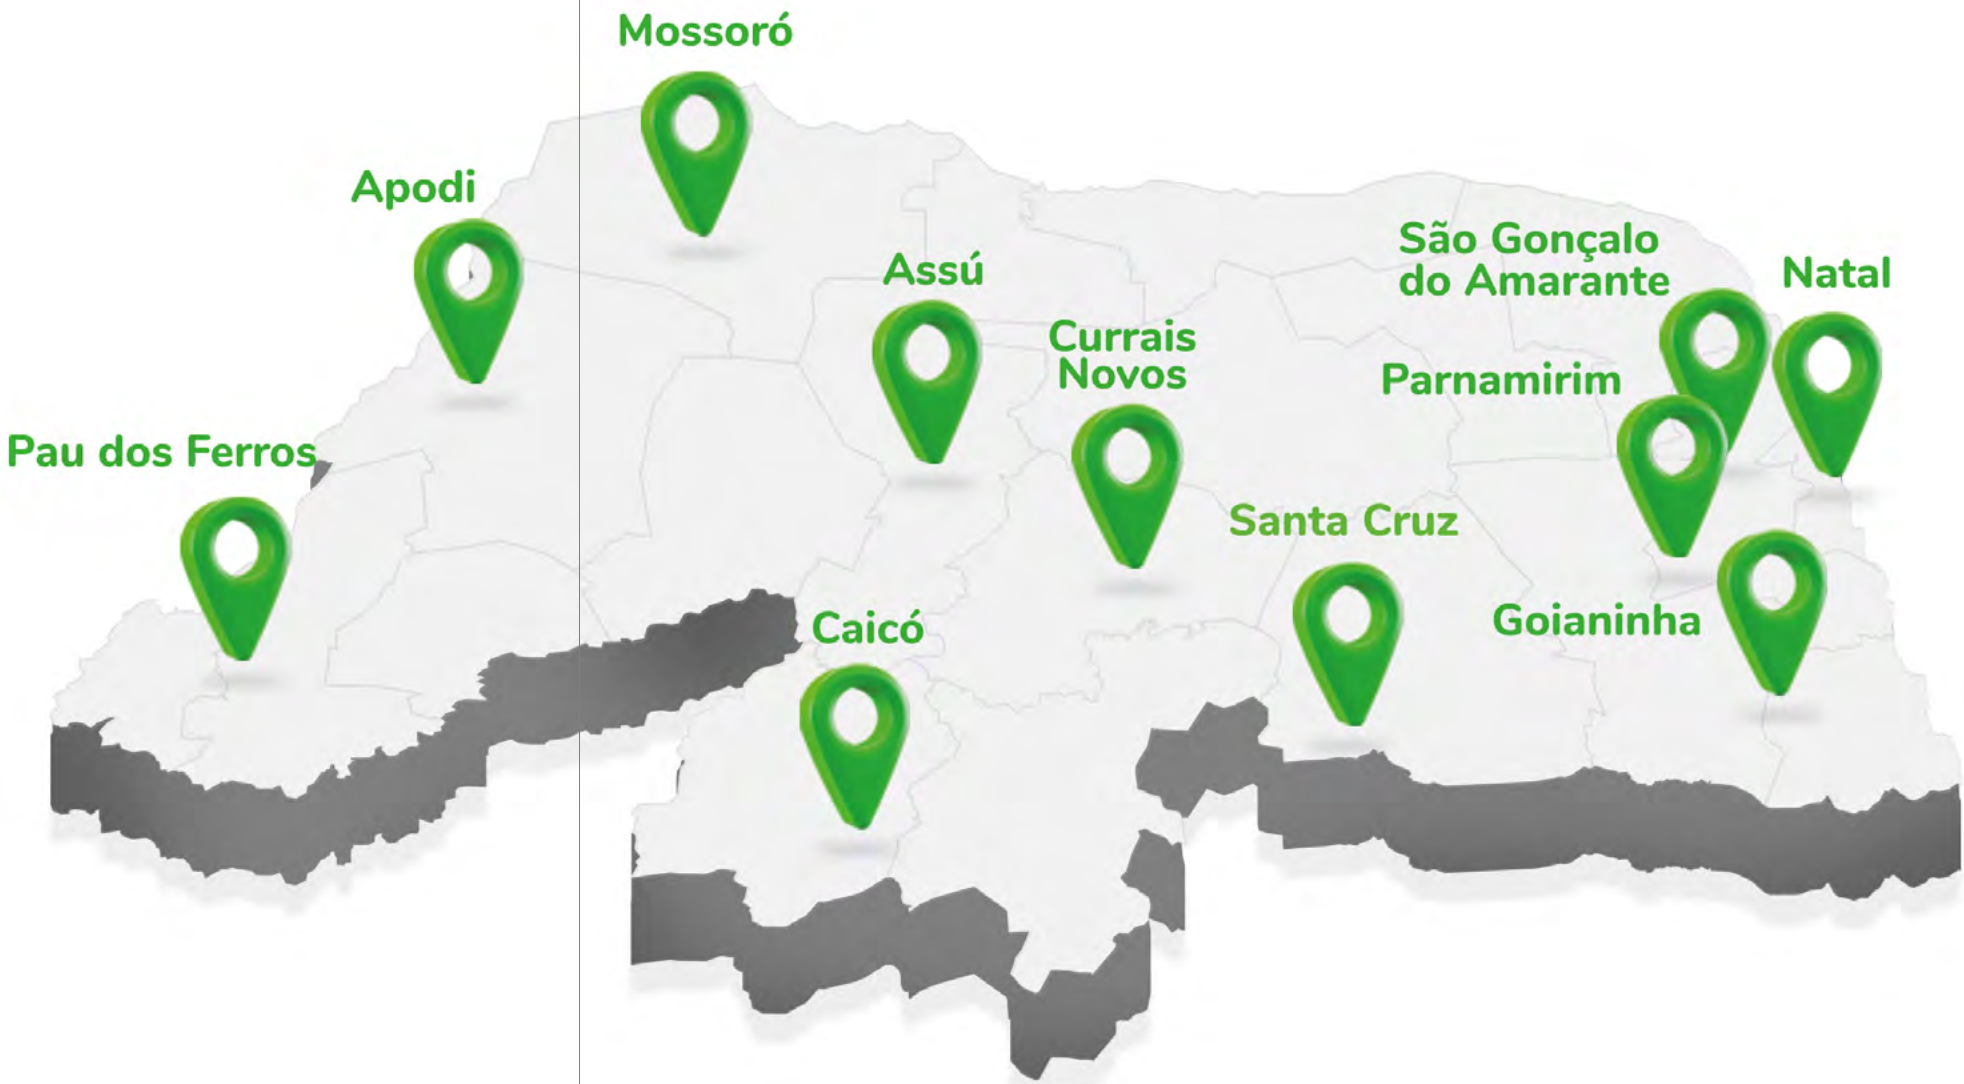 Mossoró
Apodi
São Gonçalo
do Amarante
Assú
Natal
Currais
Novos
Parnamirim
Pau dos Ferros
Santa Cruz
Goianinha
Caicó